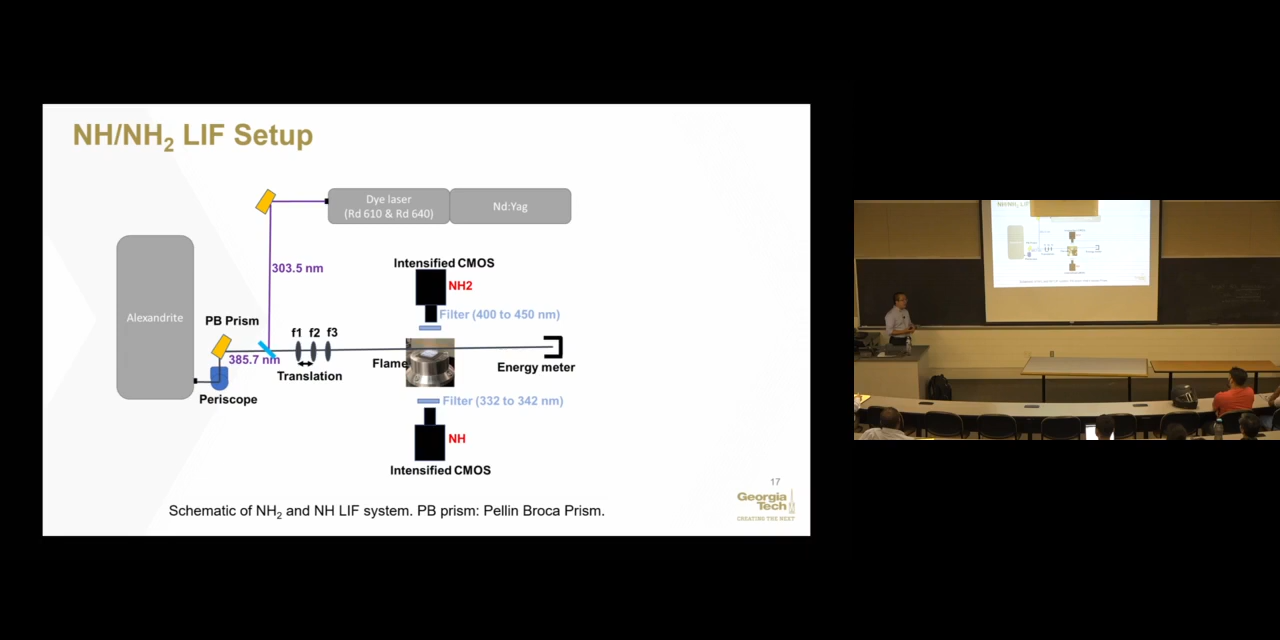 NH/NH₂ LIF Setup
Dye laser
(Rd 610 & Rd 640)
Nd:Yag
303.5 nm
Intensified CMOS
NH2
Filter (400 to 450 nm)
Alexandrite
PB Prism
f1 f2 f3
385.7 nm
Translation
Flame
Energy meter
Periscope
Filter (332 to 342 nm)
NH
Intensified CMOS
17
Georgia
Tech
CREATING THE NEXT
Schematic of NH₂ and NH LIF system. PB prism: Pellin Broca Prism.
NH/NH₂ LIF